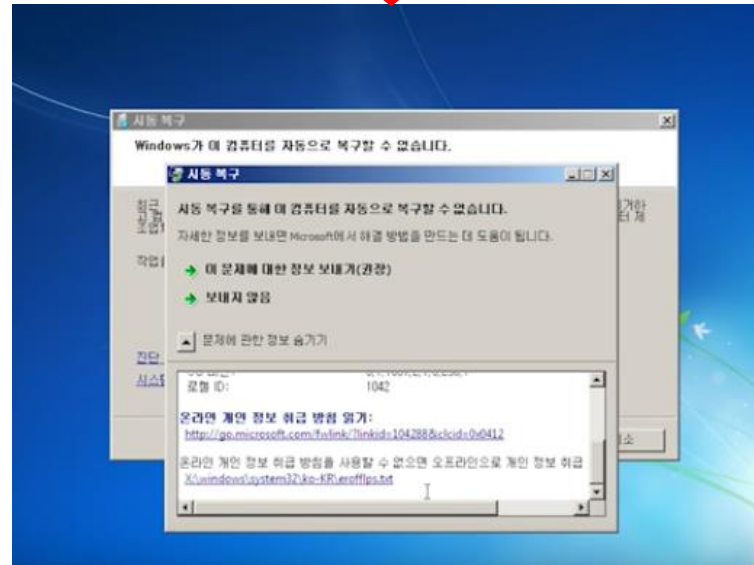 시동 복구
Windows가 이 컴퓨터를 자동으로 복구할 수 없습니다.
시동 복구
시동 복구를 통해 이 컴퓨터를 자동으로 복구할 수 없습니다.
자세한 정보를 보내면 Microsoft에서 해결 방법을 만드는 데 도움이 됩니다.
이 문제에 대한 정보 보내기(권장)
보내지 않음
문제에 관한 정보 숨기기
로캘 ID: 1042
온라인 개인 정보 취급 방침 읽기:
http://go.microsoft.com/fwlink/?linkid=104288&clcid=0x0412
온라인 개인 정보 취급 방침을 사용할 수 없으면 오프라인으로 개인 정보 취급
X:\windows\system32\ko-KR\erofflps.txt
최근
작업
진단
시스템